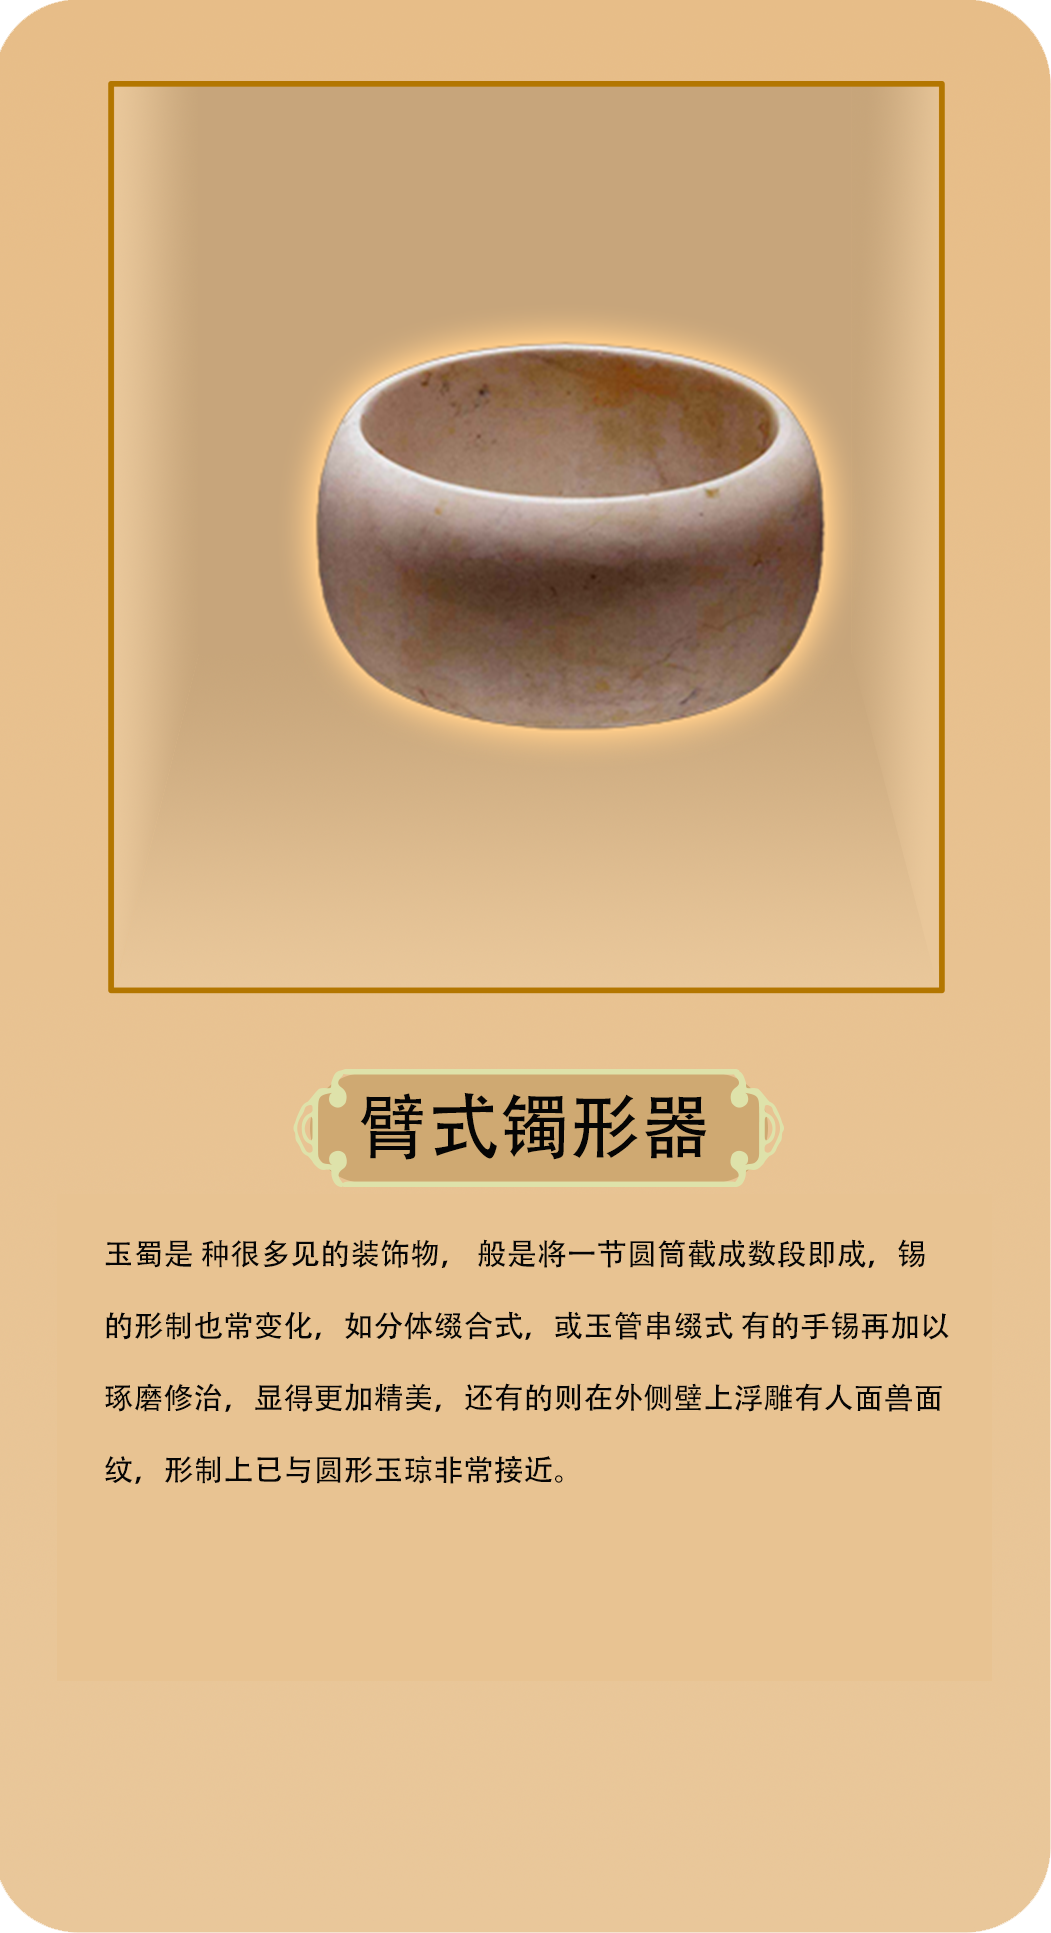 臂式镯形器
玉蜀是 种很多见的装饰物， 般是将一节圆筒截成数段即成，锡
的形制也常变化，如分体缀合式，或玉管串缀式 有的手锡再加以
琢磨修治，显得更加精美，还有的则在外侧壁上浮雕有人面兽面
纹，形制上已与圆形玉琼非常接近。